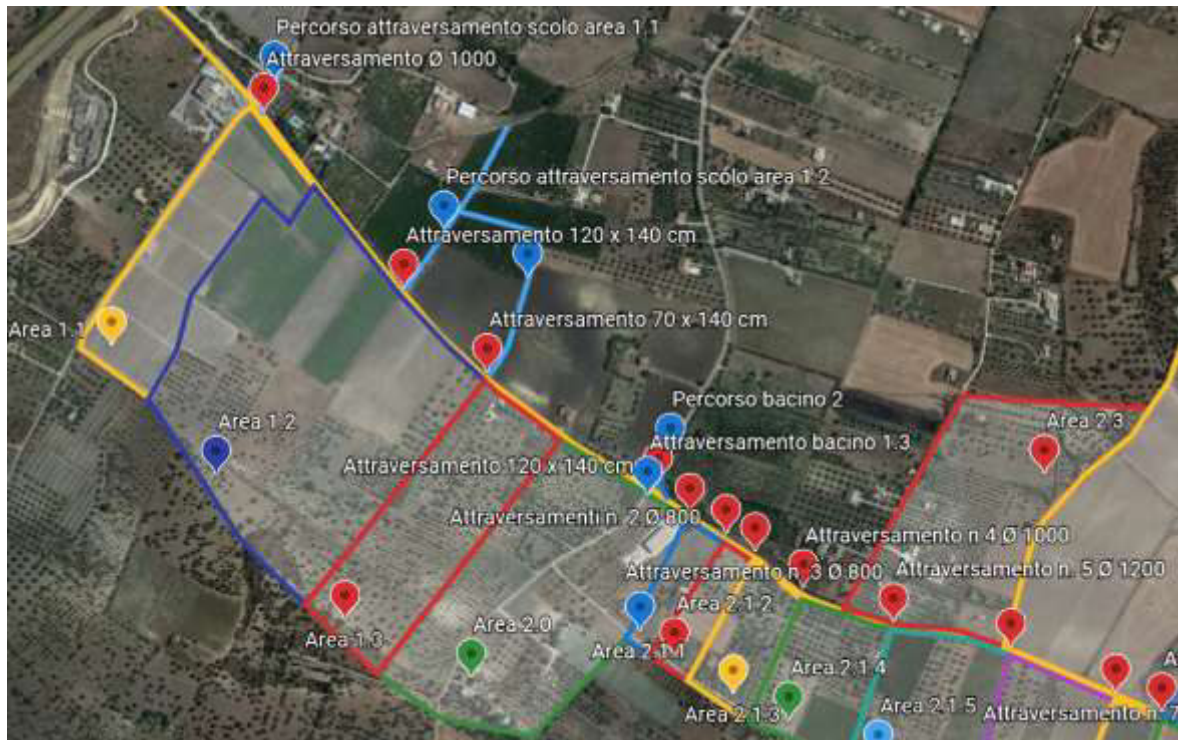 Percorso attraversamento scolo area 1.1
Attraversamento Ø 1000
Percorso attraversamento scolo area 1.2
Attraversamento 120 x 140 cm
Area 1.1
Attraversamento 70 x 140 cm
Percorso bacino 2
Area 1.2
Area 2.3
Attraversamento bacino 1.3
Attraversamento 120 x 140 cm
Attraversamenti n. 2 Ø 800
Attraversamento n 4 Ø 1000
Attraversamento n. 3 Ø 800
Attraversamento n. 5 Ø 1200
Area 2.1.2
Area 1.3
Area 2.0
Area 2.1.1
Area 2.1.4
Area 2.1.3
Area 2.1.5
Attraversamento n. 7
A